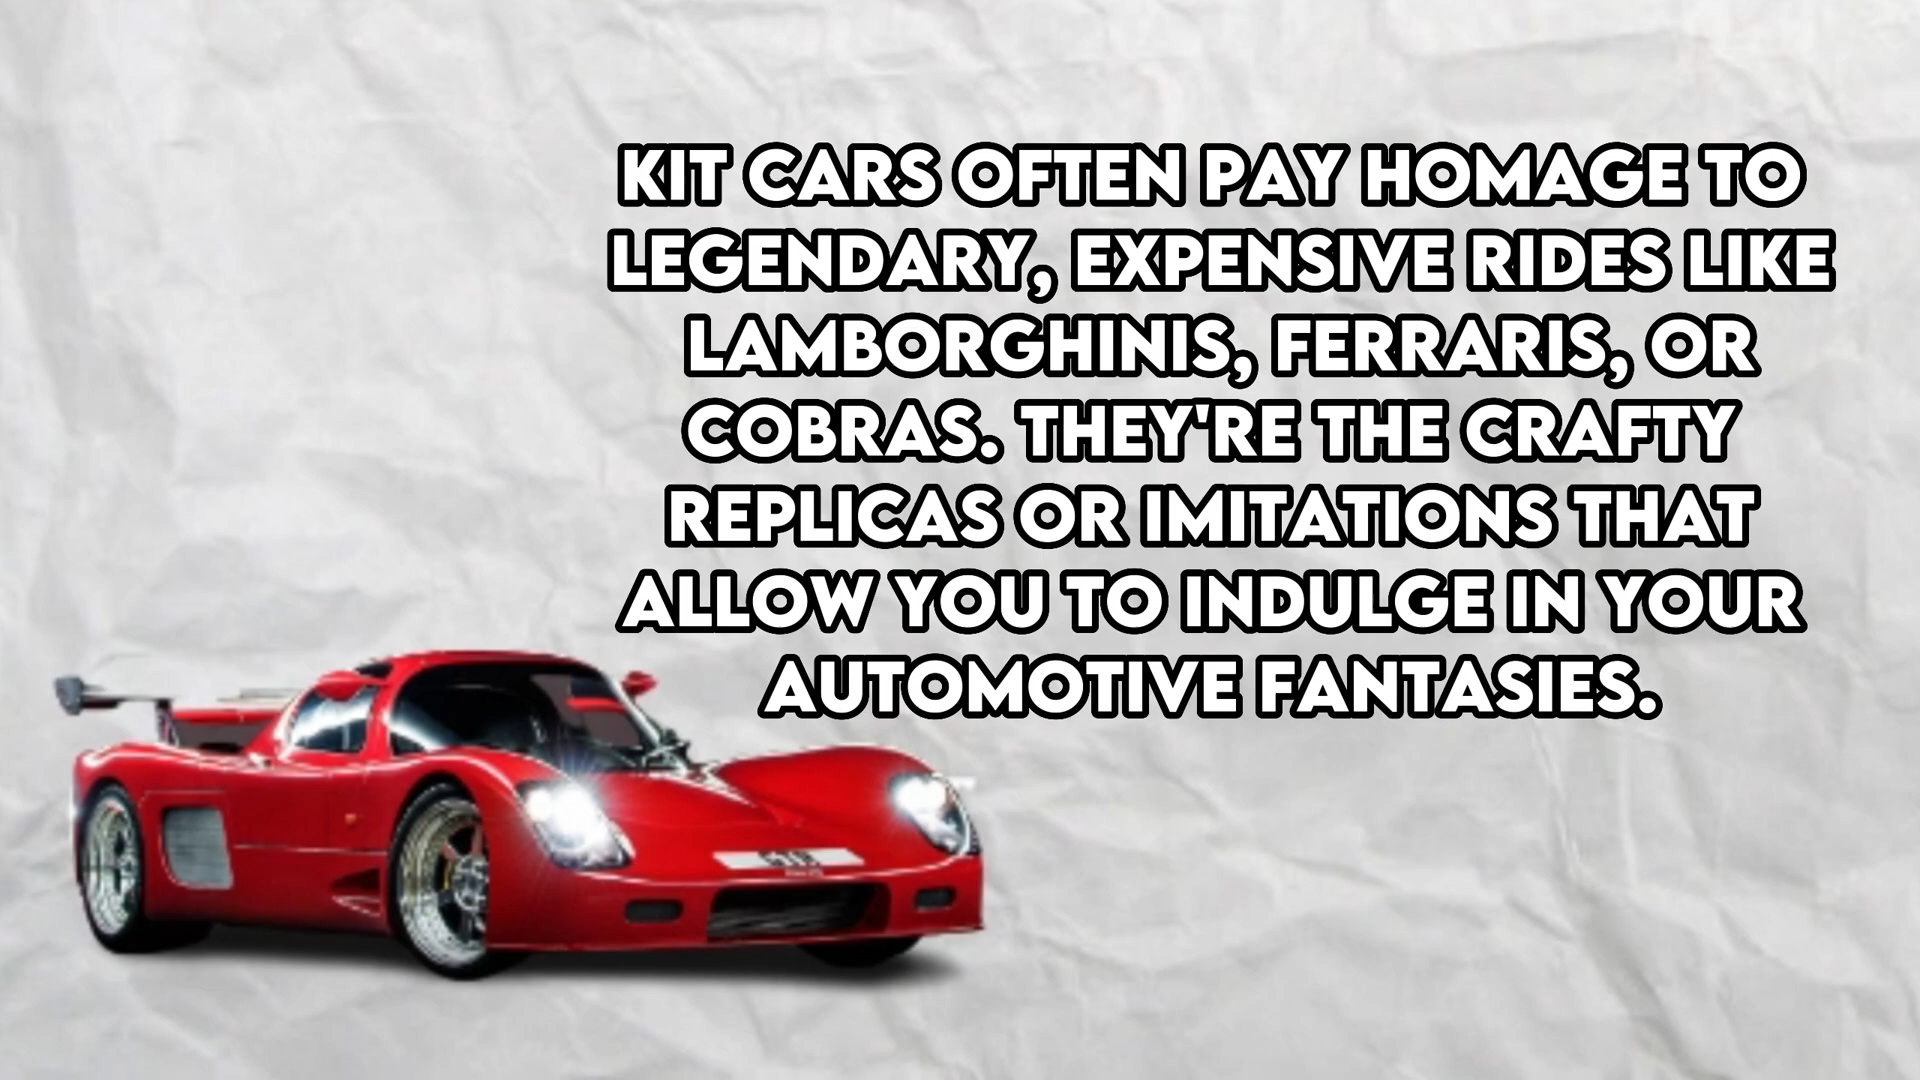 KIT CARS OFTEN PAY HOMAGE TO
LEGENDARY, EXPENSIVE RIDES LIKE
LAMBORGHINIS, FERRARIS, OR
COBRAS. THEY'RE THE CRAFTY
REPLICAS OR IMITATIONS THAT
ALLOW YOU TO INDULGE IN YOUR
AUTOMOTIVE FANTASIES.